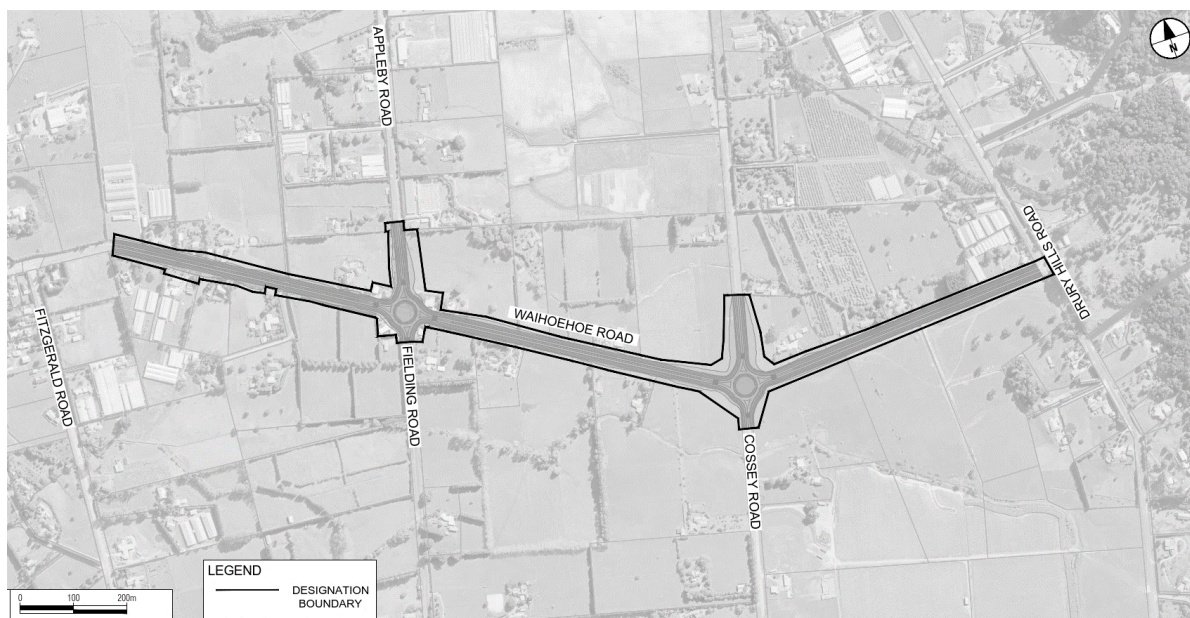 APPLEBY ROAD
N
DRURY HILLS ROAD
WAIHOEHOE ROAD
FITZGERALD ROAD
FIELDING ROAD
COSSEY ROAD
LEGEND
DESIGNATION
BOUNDARY
0 100 200m